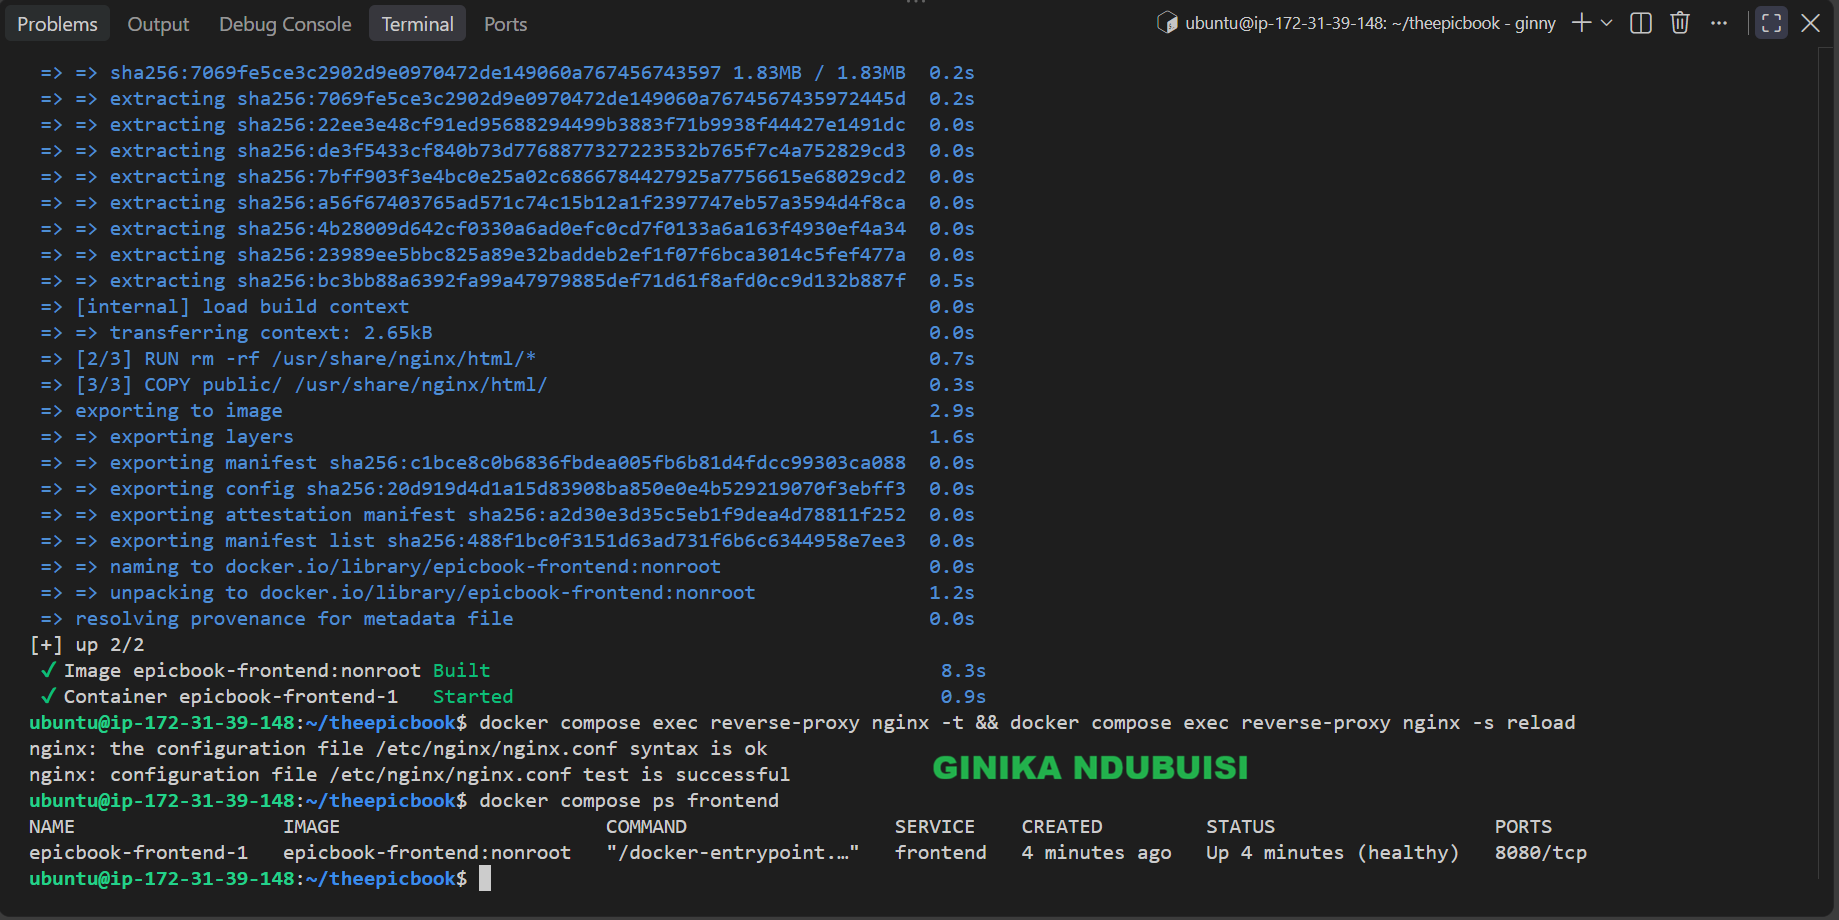 Problems Output Debug Console Terminal Ports ubuntu@ip-172-31-39-148: ~/theepicbook - ginny
=> => sha256:7069fe5ce3c2902d9e0970472de149060a767456743597 1.83MB / 1.83MB 0.2s
=> => extracting sha256:7069fe5ce3c2902d9e0970472de149060a7674567435972445d 0.2s
=> => extracting sha256:22ee3e48cf91ed95688294499b3883f71b9938f44427e1491dc 0.0s
=> => extracting sha256:de3f5433cf840b73d7768877327223532b765f7c4a752829cd3 0.0s
=> => extracting sha256:7bff903f3e4bc0e25a02c6866784427925a7756615e68029cd2 0.0s
=> => extracting sha256:a56f67403765ad571c74c15b12a1f2397747eb57a3594d4f8ca 0.0s
=> => extracting sha256:4b28009d642cf0330a6ad0efc0cd7f0133a6a163f4930ef4a34 0.0s
=> => extracting sha256:23989ee5bbc825a89e32baddeb2ef1f07f6bca3014c5fef477a 0.0s
=> => extracting sha256:bc3bb88a6392fa99a47979885def71d61f8afd0cc9d132b887f 0.5s
=> [internal] load build context 0.0s
=> => transferring context: 2.65kB 0.0s
=> [2/3] RUN rm -rf /usr/share/nginx/html/* 0.7s
=> [3/3] COPY public/ /usr/share/nginx/html/ 0.3s
=> exporting to image 2.9s
=> => exporting layers 1.6s
=> => exporting manifest sha256:c1bce8c0b6836fbdea005fb6b81d4fdcc99303ca088 0.0s
=> => exporting config sha256:20d919d4d1a15d83908ba850e0e4b529219070f3ebff3 0.0s
=> => exporting attestation manifest sha256:a2d30e3d35c5eb1f9dea4d78811f252 0.0s
=> => exporting manifest list sha256:488f1bc0f3151d63ad731f6b6c6344958e7ee3 0.0s
=> => naming to docker.io/library/epicbook-frontend:nonroot 0.0s
=> => unpacking to docker.io/library/epicbook-frontend:nonroot 1.2s
=> resolving provenance for metadata file 0.0s
[+] up 2/2
✓ Image epicbook-frontend:nonroot Built 8.3s
✓ Container epicbook-frontend-1 Started 0.9s
ubuntu@ip-172-31-39-148:~/theepicbook$ docker compose exec reverse-proxy nginx -t && docker compose exec reverse-proxy nginx -s reload
nginx: the configuration file /etc/nginx/nginx.conf syntax is ok
nginx: configuration file /etc/nginx/nginx.conf test is successful
GINIKA NDUBUISI
ubuntu@ip-172-31-39-148:~/theepicbook$ docker compose ps frontend
NAME IMAGE COMMAND SERVICE CREATED STATUS PORTS
epicbook-frontend-1 epicbook-frontend:nonroot "/docker-entrypoint.…" frontend 4 minutes ago Up 4 minutes (healthy) 8080/tcp
ubuntu@ip-172-31-39-148:~/theepicbook$